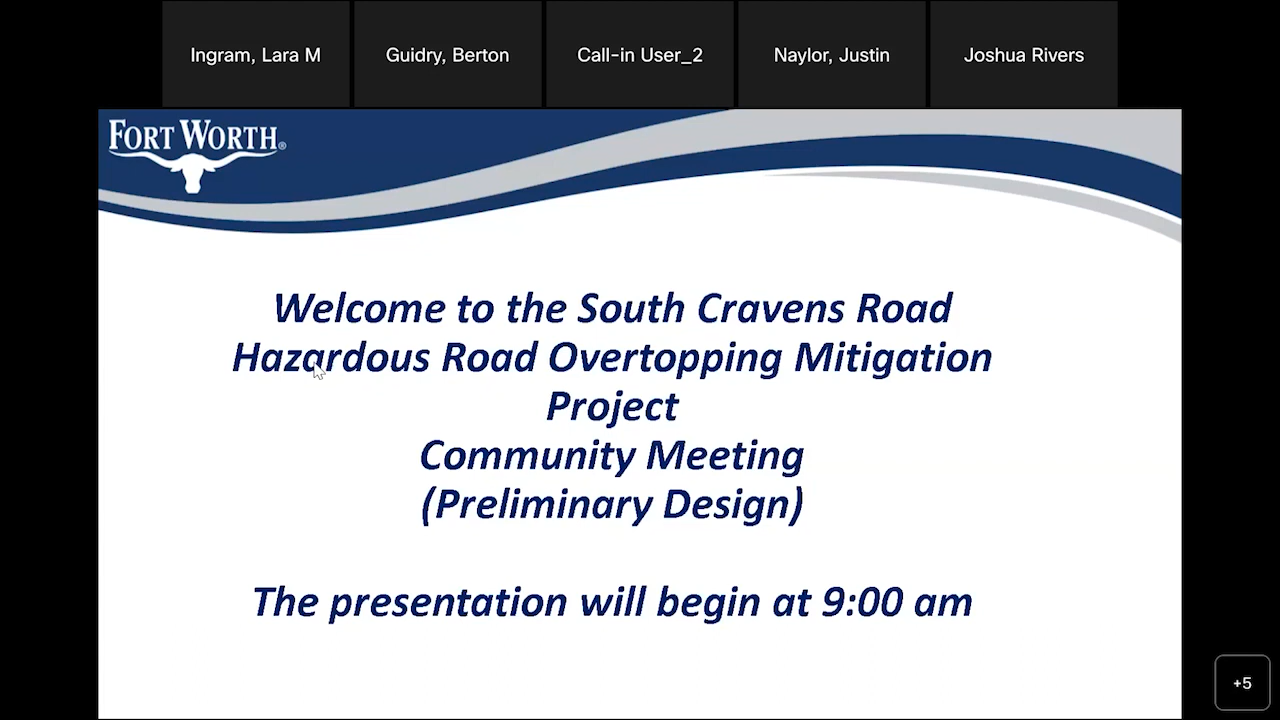 Ingram, Lara M
Guidry, Berton
Call-in User_2
Naylor, Justin
Joshua Rivers
FORT WORTH®
Welcome to the South Cravens Road
Hazardous Road Overtopping Mitigation
Project
Community Meeting
(Preliminary Design)
The presentation will begin at 9:00 am
+5